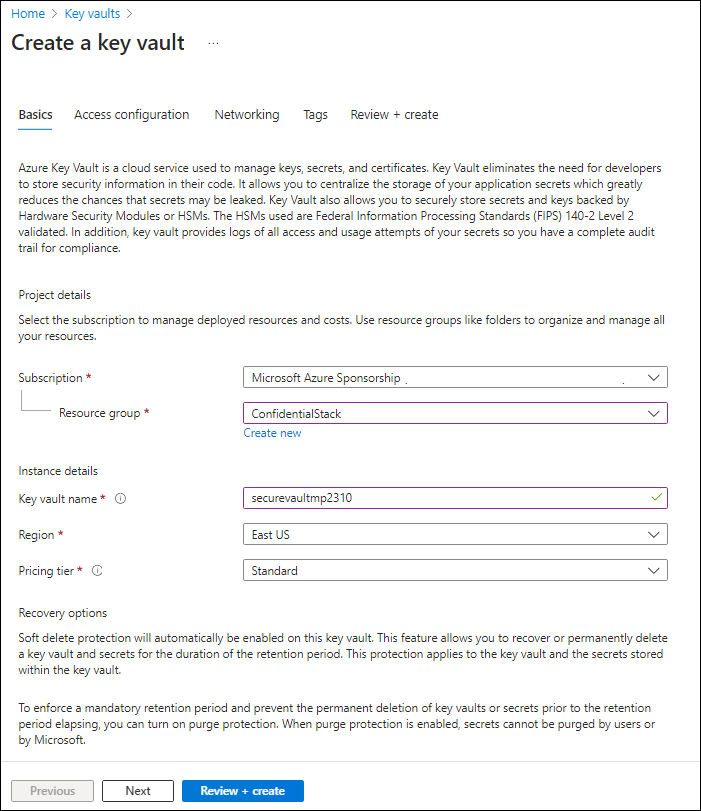 Home > Key vaults >
Create a key vault ...
Basics Access configuration Networking Tags Review + create
Azure Key Vault is a cloud service used to manage keys, secrets, and certificates. Key Vault eliminates the need for developers
to store security information in their code. It allows you to centralize the storage of your application secrets which greatly
reduces the chances that secrets may be leaked. Key Vault also allows you to securely store secrets and keys backed by
Hardware Security Modules or HSMs. The HSMs used are Federal Information Processing Standards (FIPS) 140-2 Level 2
validated. In addition, key vault provides logs of all access and usage attempts of your secrets so you have a complete audit
trail for compliance.
Project details
Select the subscription to manage deployed resources and costs. Use resource groups like folders to organize and manage all
your resources.
Subscription * Microsoft Azure Sponsorship
Resource group * ConfidentialStack
Create new
Instance details
Key vault name * securevaultmp2310
Region * East US
Pricing tier * Standard
Recovery options
Soft delete protection will automatically be enabled on this key vault. This feature allows you to recover or permanently delete
a key vault and secrets for the duration of the retention period. This protection applies to the key vault and the secrets stored
within the key vault.
To enforce a mandatory retention period and prevent the permanent deletion of key vaults or secrets prior to the retention
period elapsing, you can turn on purge protection. When purge protection is enabled, secrets cannot be purged by users or
by Microsoft.
Previous Next Review + create